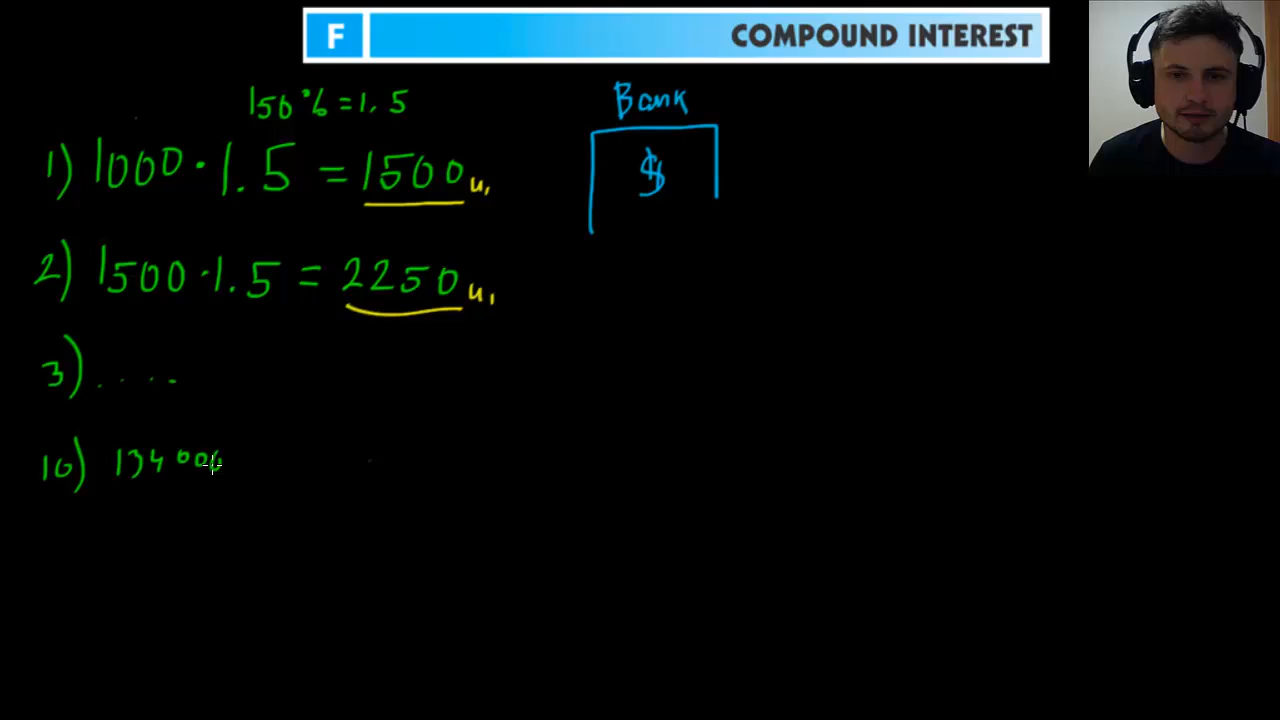 F COMPOUND INTEREST
150% = 1.5
Bank
1) 1000 · 1.5 = 1500 u,
$
2) 1500 · 1.5 = 2250 u,
3) ....
10) 134 000